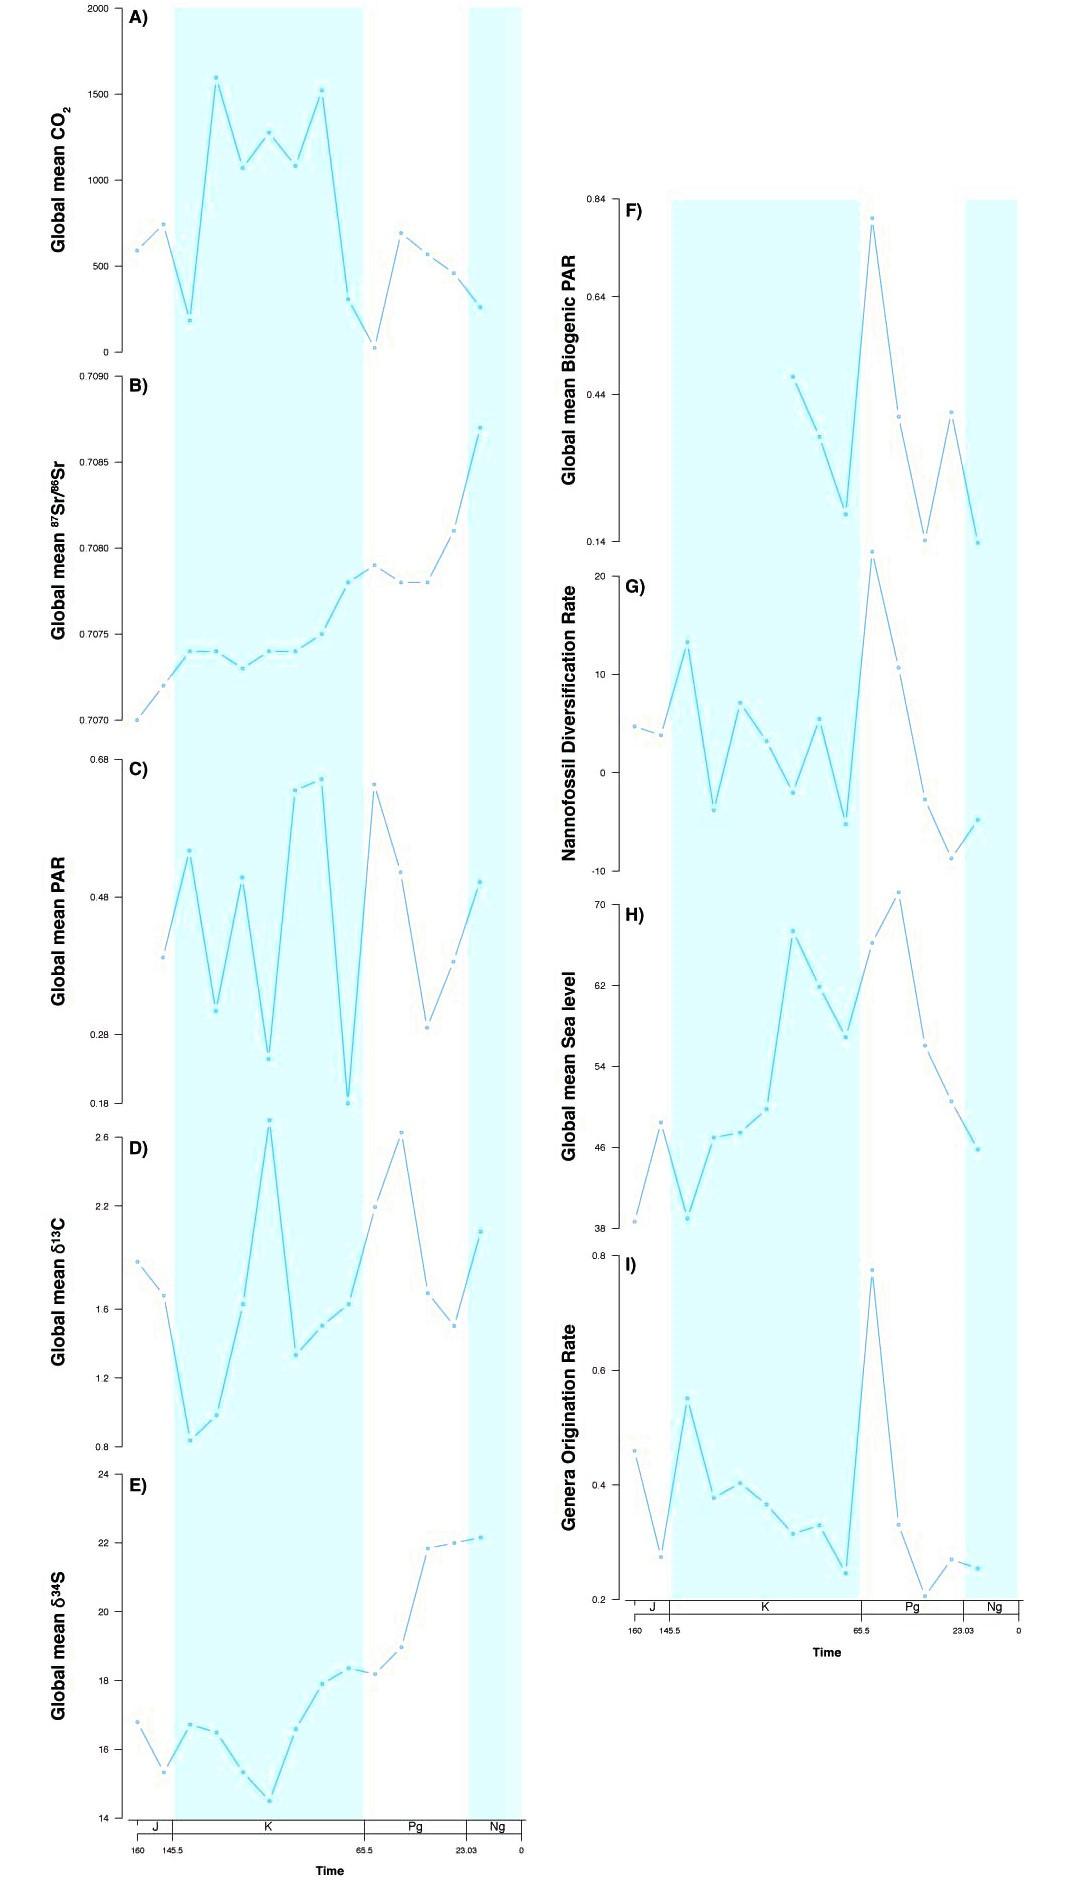 A)
Global mean CO2
2000
1500
1000
500
0
B)
Global mean 87Sr/86Sr
0.7090
0.7085
0.7080
0.7075
0.7070
C)
Global mean PAR
0.68
0.48
0.28
0.18
D)
Global mean δ13C
2.6
2.2
1.6
1.2
0.8
E)
Global mean δ34S
24
22
20
18
16
14
J K Pg Ng
160 145.5 65.5 23.03 0
Time
F)
Global mean Biogenic PAR
0.84
0.64
0.44
0.14
G)
Nannofossil Diversification Rate
20
10
0
-10
H)
Global mean Sea level
70
62
54
46
38
I)
Genera Origination Rate
0.8
0.6
0.4
0.2
J K Pg Ng
160 145.5 65.5 23.03 0
Time